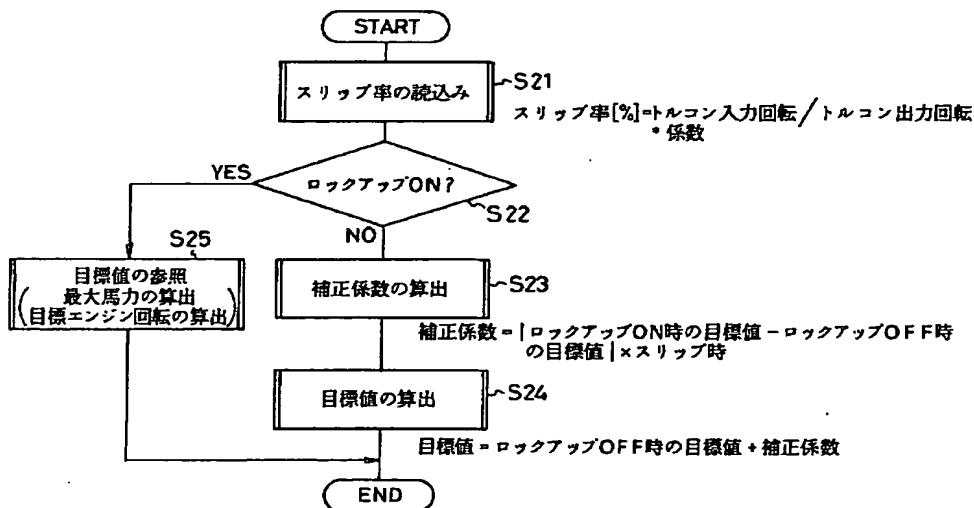 START
スリップ率の読込み
S21
スリップ率[%]=トルコン入力回転/トルコン出力回転
* 係数
YES
ロックアップON?
S22
NO
S25
目標値の参照
最大馬力の算出
(目標エンジン回転の算出)
補正係数の算出
S23
補正係数=|ロックアップON時の目標値-ロックアップOFF時
の目標値|×スリップ時
目標値の算出
S24
目標値=ロックアップOFF時の目標値+補正係数
END